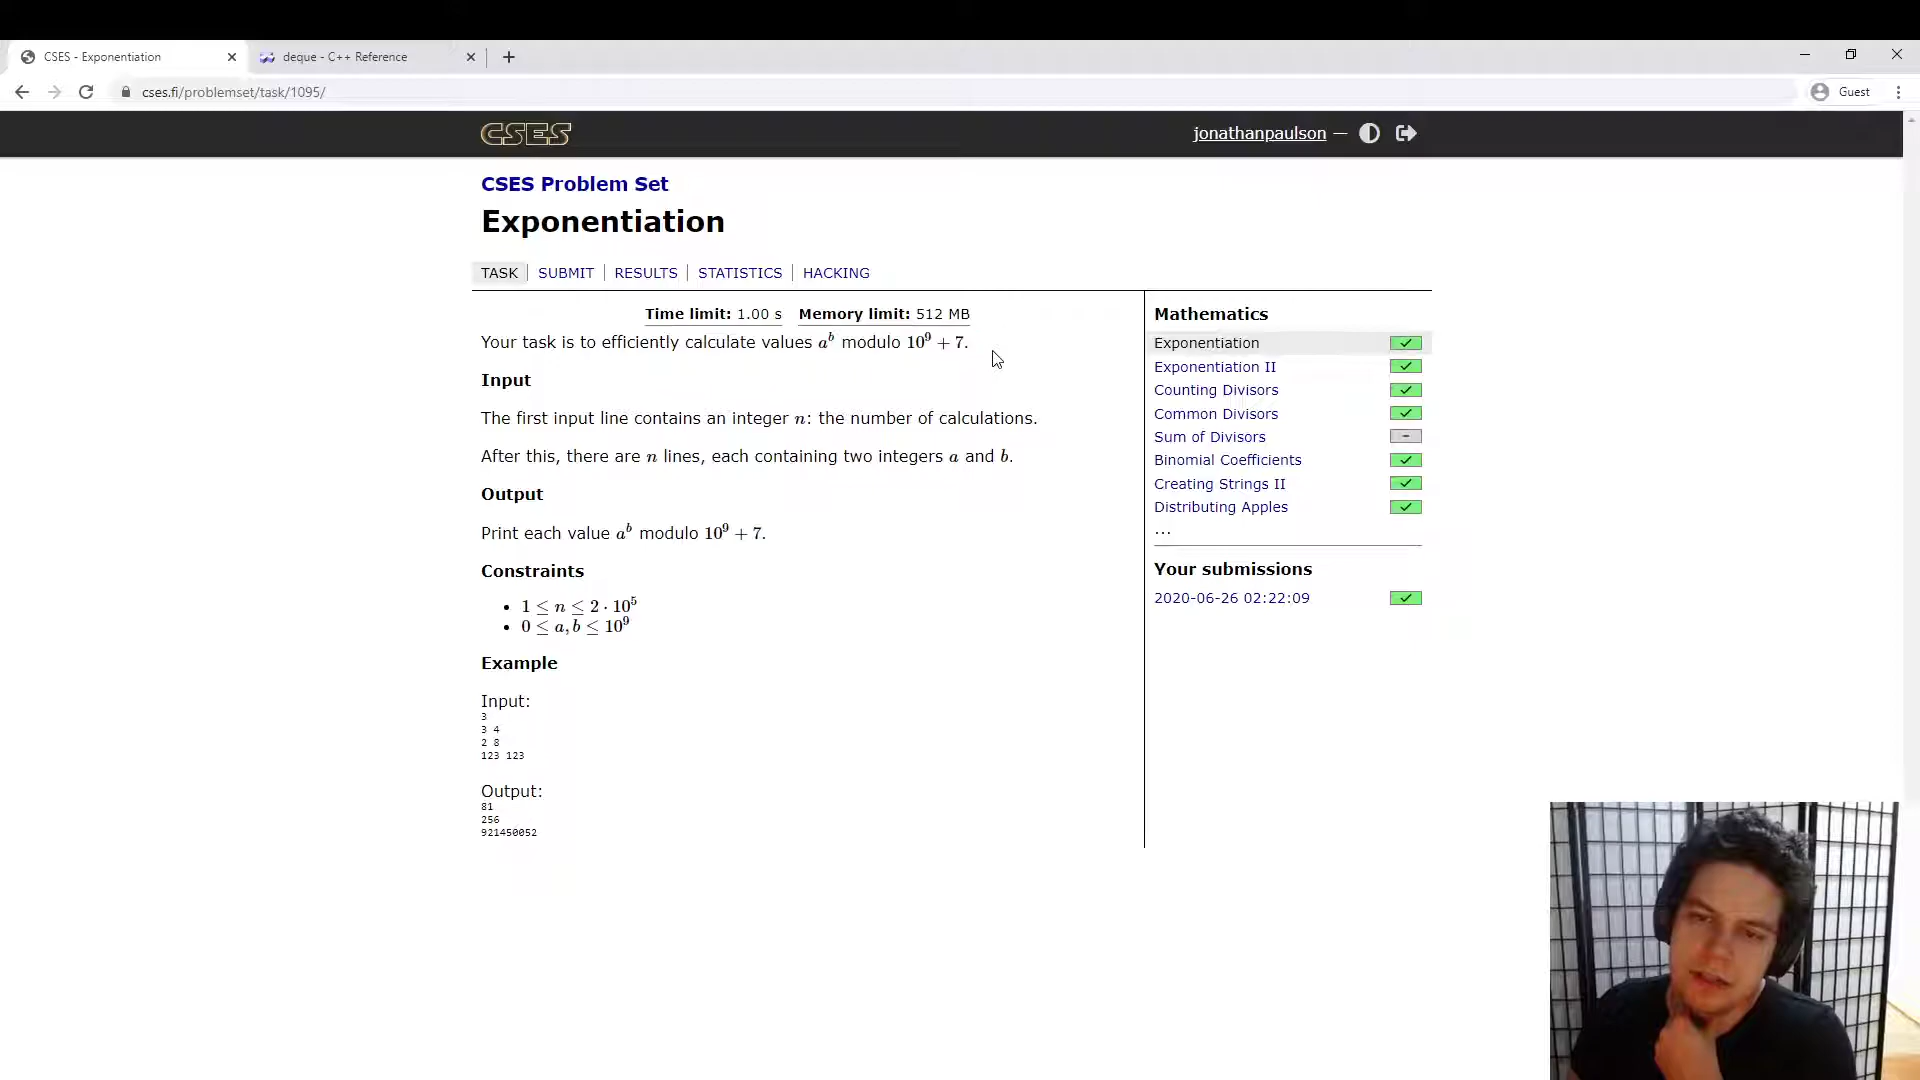 CSES - Exponentiation
deque - C++ Reference
cses.fi/problemset/task/1095/
Guest
CSES
jonathanpaulson —
CSES Problem Set
Exponentiation
TASK SUBMIT RESULTS STATISTICS HACKING
Time limit: 1.00 s Memory limit: 512 MB
Your task is to efficiently calculate values a^b modulo 10^9 + 7.
Input
The first input line contains an integer n: the number of calculations.
After this, there are n lines, each containing two integers a and b.
Output
Print each value a^b modulo 10^9 + 7.
Constraints
• 1 ≤ n ≤ 2 · 10^5
• 0 ≤ a, b ≤ 10^9
Example
Input:
3
3 4
2 8
123 123
Output:
81
256
921450052
Mathematics
Exponentiation
Exponentiation II
Counting Divisors
Common Divisors
Sum of Divisors –
Binomial Coefficients
Creating Strings II
Distributing Apples
...
Your submissions
2020-06-26 02:22:09